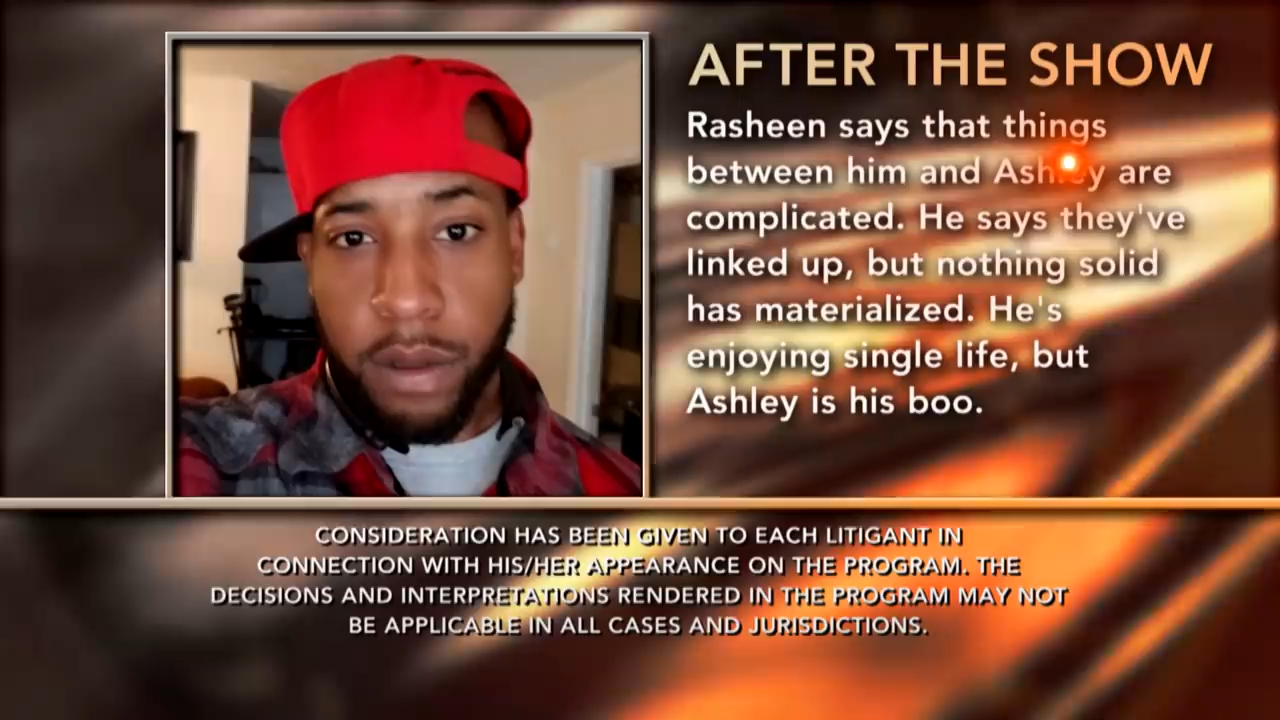 AFTER THE SHOW
Rasheen says that things
between him and Ashley are
complicated. He says they've
linked up, but nothing solid
has materialized. He's
enjoying single life, but
Ashley is his boo.
CONSIDERATION HAS BEEN GIVEN TO EACH LITIGANT IN
CONNECTION WITH HIS/HER APPEARANCE ON THE PROGRAM. THE
DECISIONS AND INTERPRETATIONS RENDERED IN THE PROGRAM MAY NOT
BE APPLICABLE IN ALL CASES AND JURISDICTIONS.